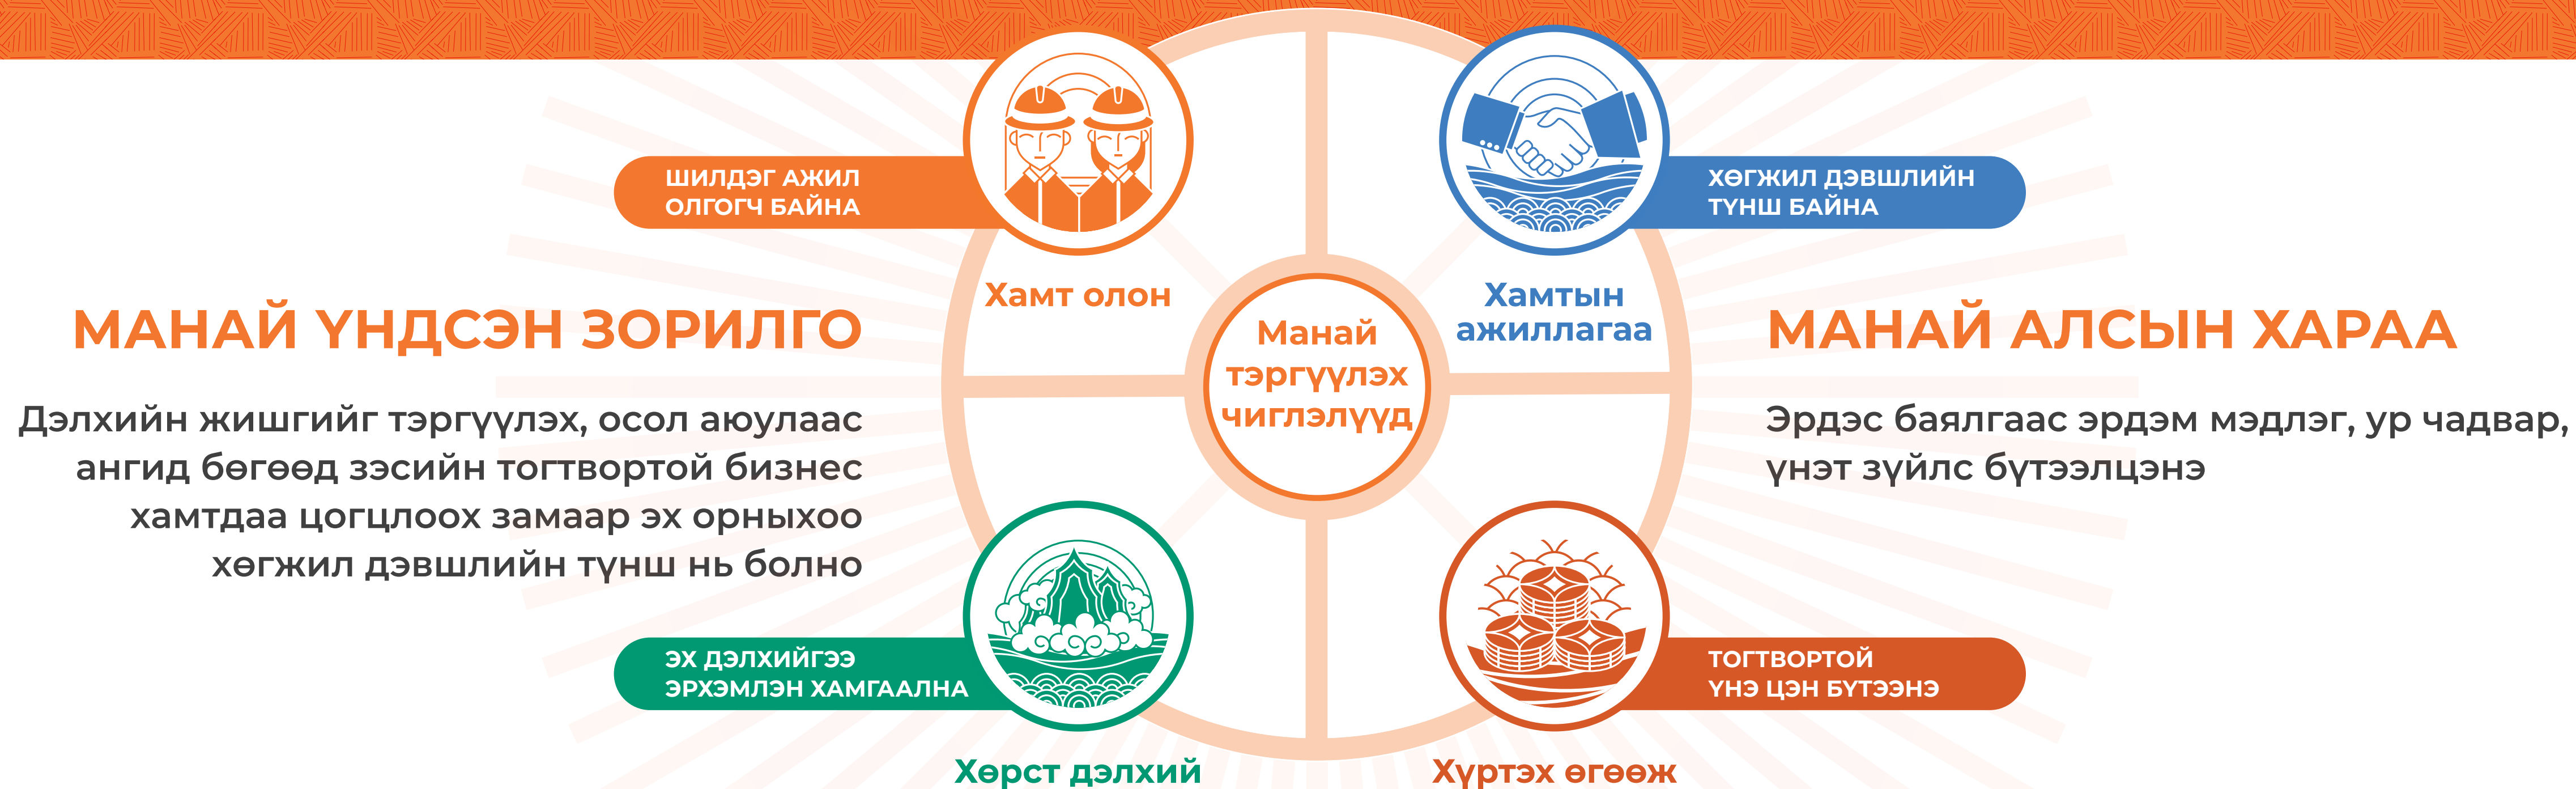 МАНАЙ ҮНДСЭН ЗОРИЛГО
Дэлхийн жишгийг тэргүүлэх, осол аюулаас
ангид бөгөөд зэсийн тогтвортой бизнес
хамтдаа цогцлоох замаар эх орныхоо
хөгжил дэвшлийн түнш нь болно
ШИЛДЭГ АЖИЛ
ОЛГОГЧ БАЙНА
Хамт олон
ХӨГЖИЛ ДЭВШЛИЙН
ТҮНШ БАЙНА
Хамтын
ажиллагаа
Манай
тэргүүлэх
чиглэлүүд
ЭХ ДЭЛХИЙГЭЭ
ЭРХЭМЛЭН ХАМГААЛНА
Хөрст дэлхий
ТОГТВОРТОЙ
ҮНЭ ЦЭН БҮТЭЭНЭ
Хүртэх өгөөж
МАНАЙ АЛСЫН ХАРАА
Эрдэс баялгаас эрдэм мэдлэг, ур чадвар,
үнэт зүйлс бүтээлцэнэ